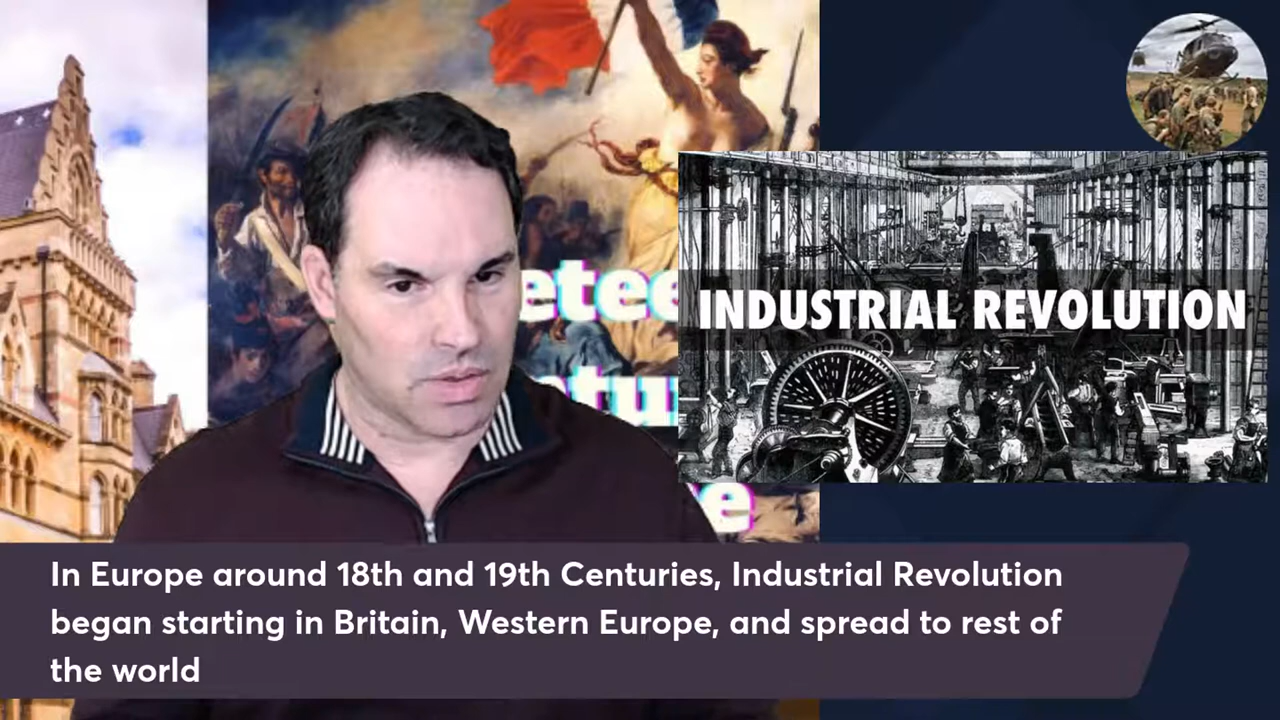 INDUSTRIAL REVOLUTION
In Europe around 18th and 19th Centuries, Industrial Revolution
began starting in Britain, Western Europe, and spread to rest of
the world